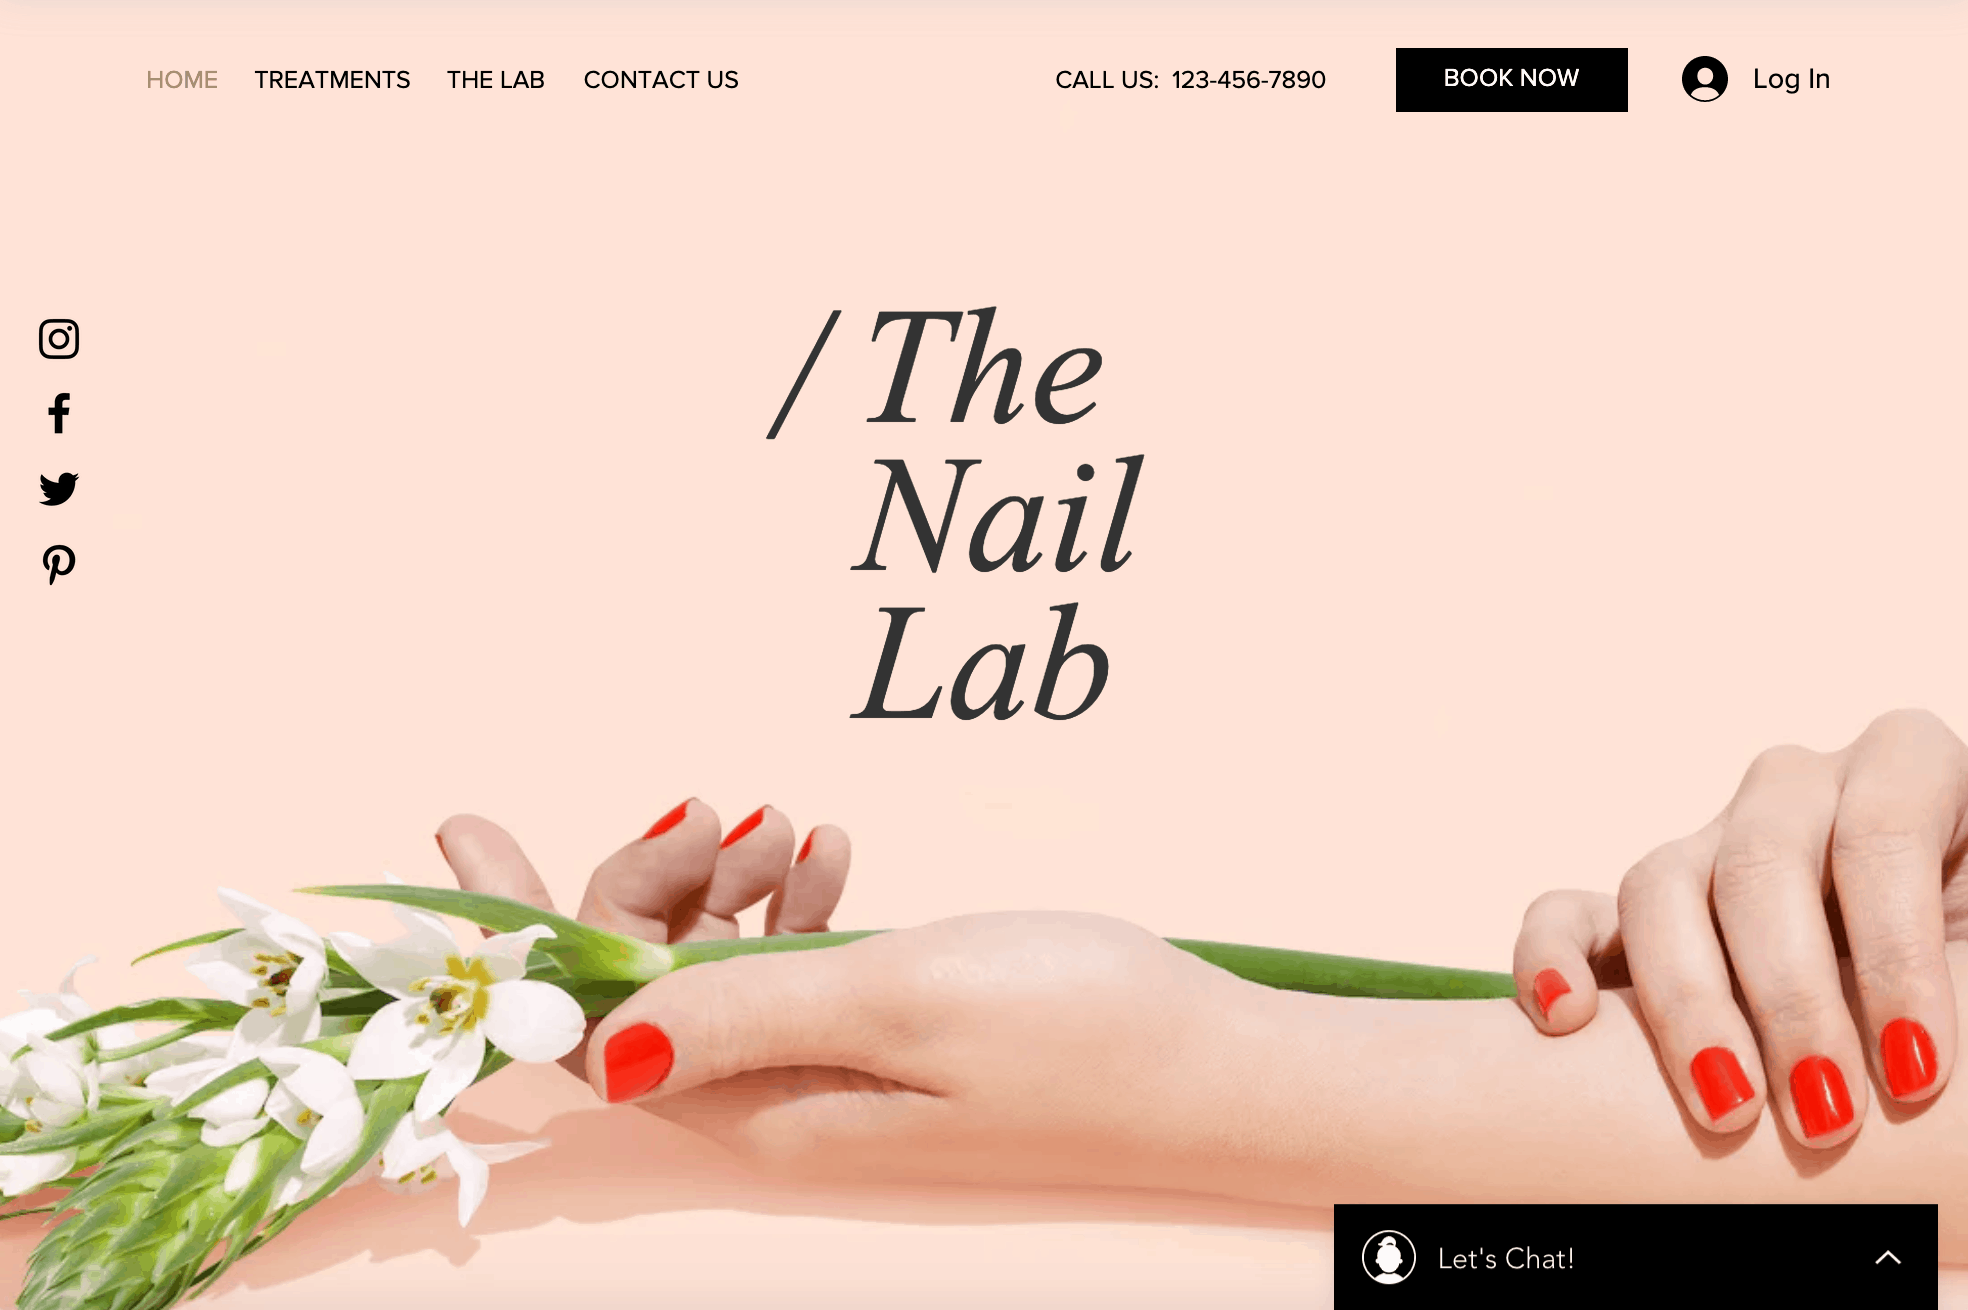 HOME TREATMENTS THE LAB CONTACT US CALL US: 123-456-7890 BOOK NOW Log In
/ The
Nail
Lab
Let's Chat!